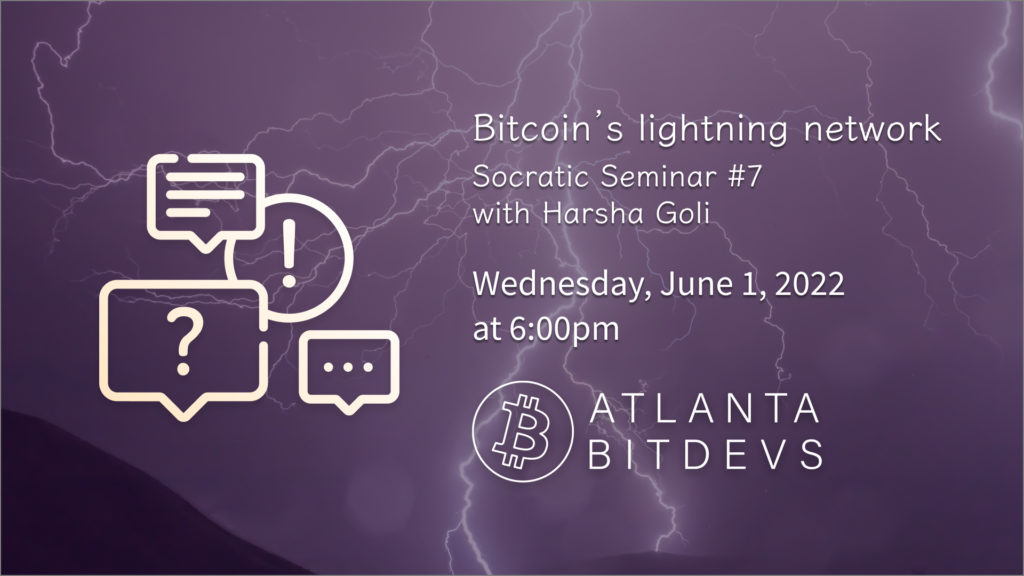 Bitcoin's lightning network
Socratic Seminar #7
with Harsha Goli
Wednesday, June 1, 2022
at 6:00pm
ATLANTA
BITDEVS